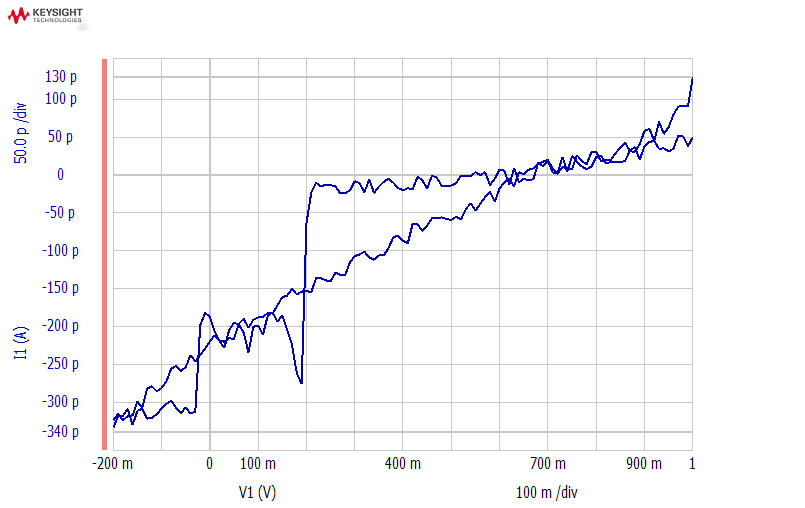 KEYSIGHT
TECHNOLOGIES
130 p
100 p
50 p
0
-50 p
-100 p
-150 p
-200 p
-250 p
-300 p
-340 p
50.0 p /div
I1 (A)
-200 m 0 100 m 400 m 700 m 900 m 1
V1 (V) 100 m /div